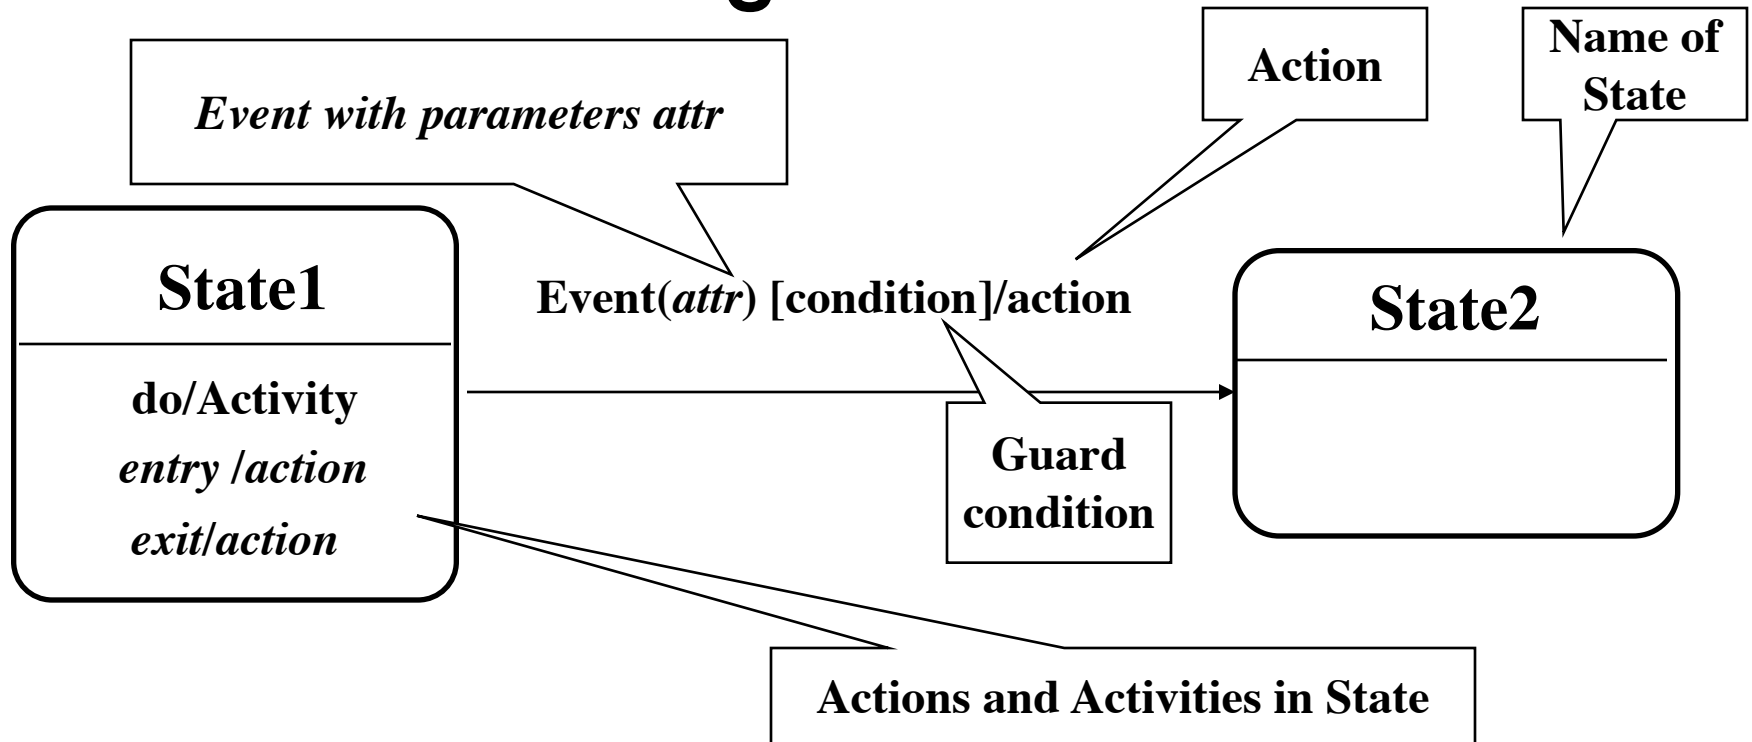 Action
Name of
State
Event with parameters attr
State1
Event(attr) [condition]/action
State2
do/Activity
entry /action
exit/action
Guard
condition
Actions and Activities in State